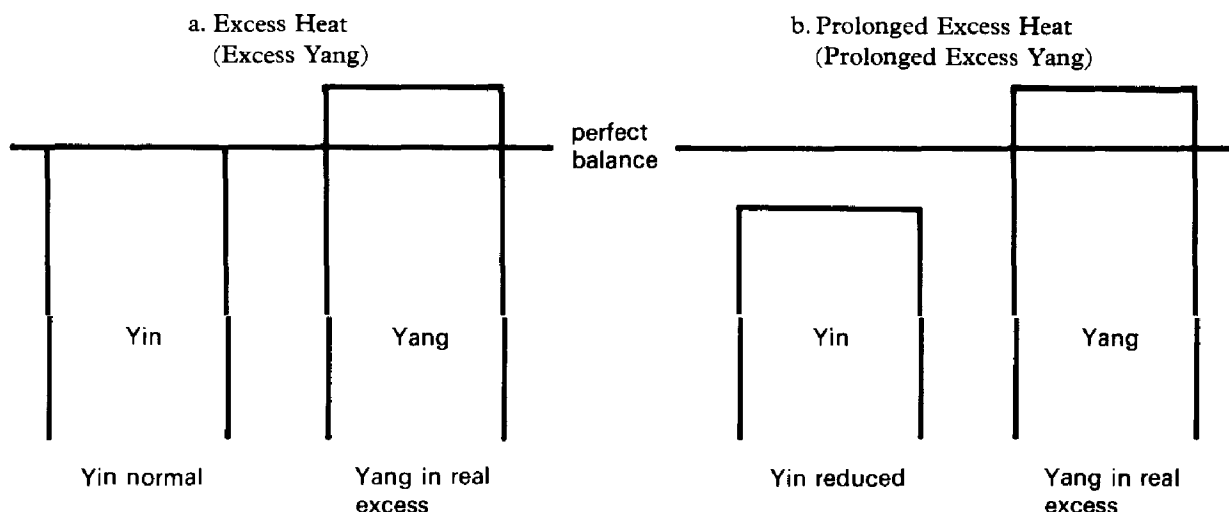 a. Excess Heat
(Excess Yang)
b. Prolonged Excess Heat
(Prolonged Excess Yang)
perfect
balance
Yin
Yang
Yin
Yang
Yin normal
Yang in real
excess
Yin reduced
Yang in real
excess